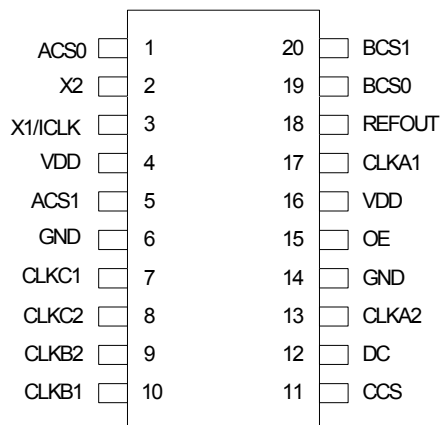 ACS0 1 20 BCS1
X2 2 19 BCS0
X1/ICLK 3 18 REFOUT
VDD 4 17 CLKA1
ACS1 5 16 VDD
GND 6 15 OE
CLKC1 7 14 GND
CLKC2 8 13 CLKA2
CLKB2 9 12 DC
CLKB1 10 11 CCS